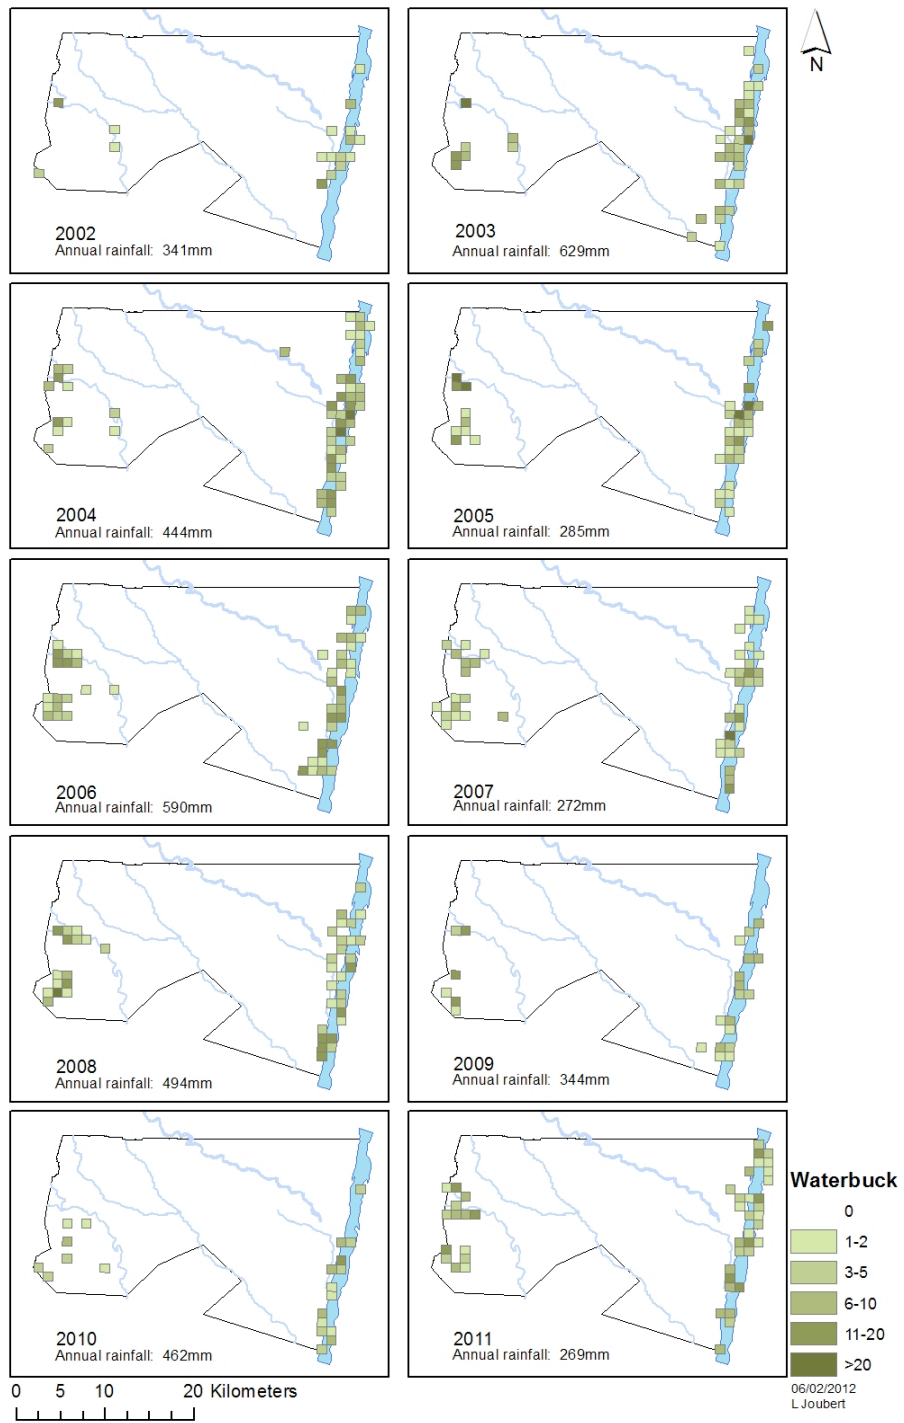 N
2002
Annual rainfall: 341mm
2003
Annual rainfall: 629mm
2004
Annual rainfall: 444mm
2005
Annual rainfall: 285mm
2006
Annual rainfall: 590mm
2007
Annual rainfall: 272mm
2008
Annual rainfall: 494mm
2009
Annual rainfall: 344mm
2010
Annual rainfall: 462mm
2011
Annual rainfall: 269mm
Waterbuck
0
1-2
3-5
6-10
11-20
>20
06/02/2012
L Joubert
0 5 10 20 Kilometers